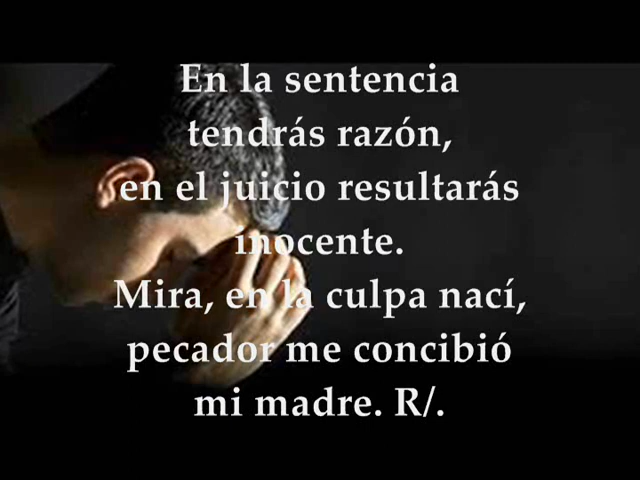 En la sentencia
tendrás razón,
en el juicio resultarás
inocente.
Mira, en la culpa nací,
pecador me concibió
mi madre. R/.